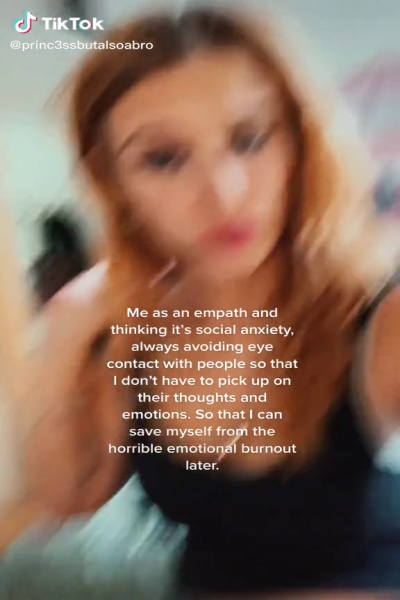 TikTok
@princ3ssbutalsoabro
Me as an empath and
thinking it's social anxiety,
always avoiding eye
contact with people so that
I don't have to pick up on
their thoughts and
emotions. So that I can
save myself from the
horrible emotional burnout
later.